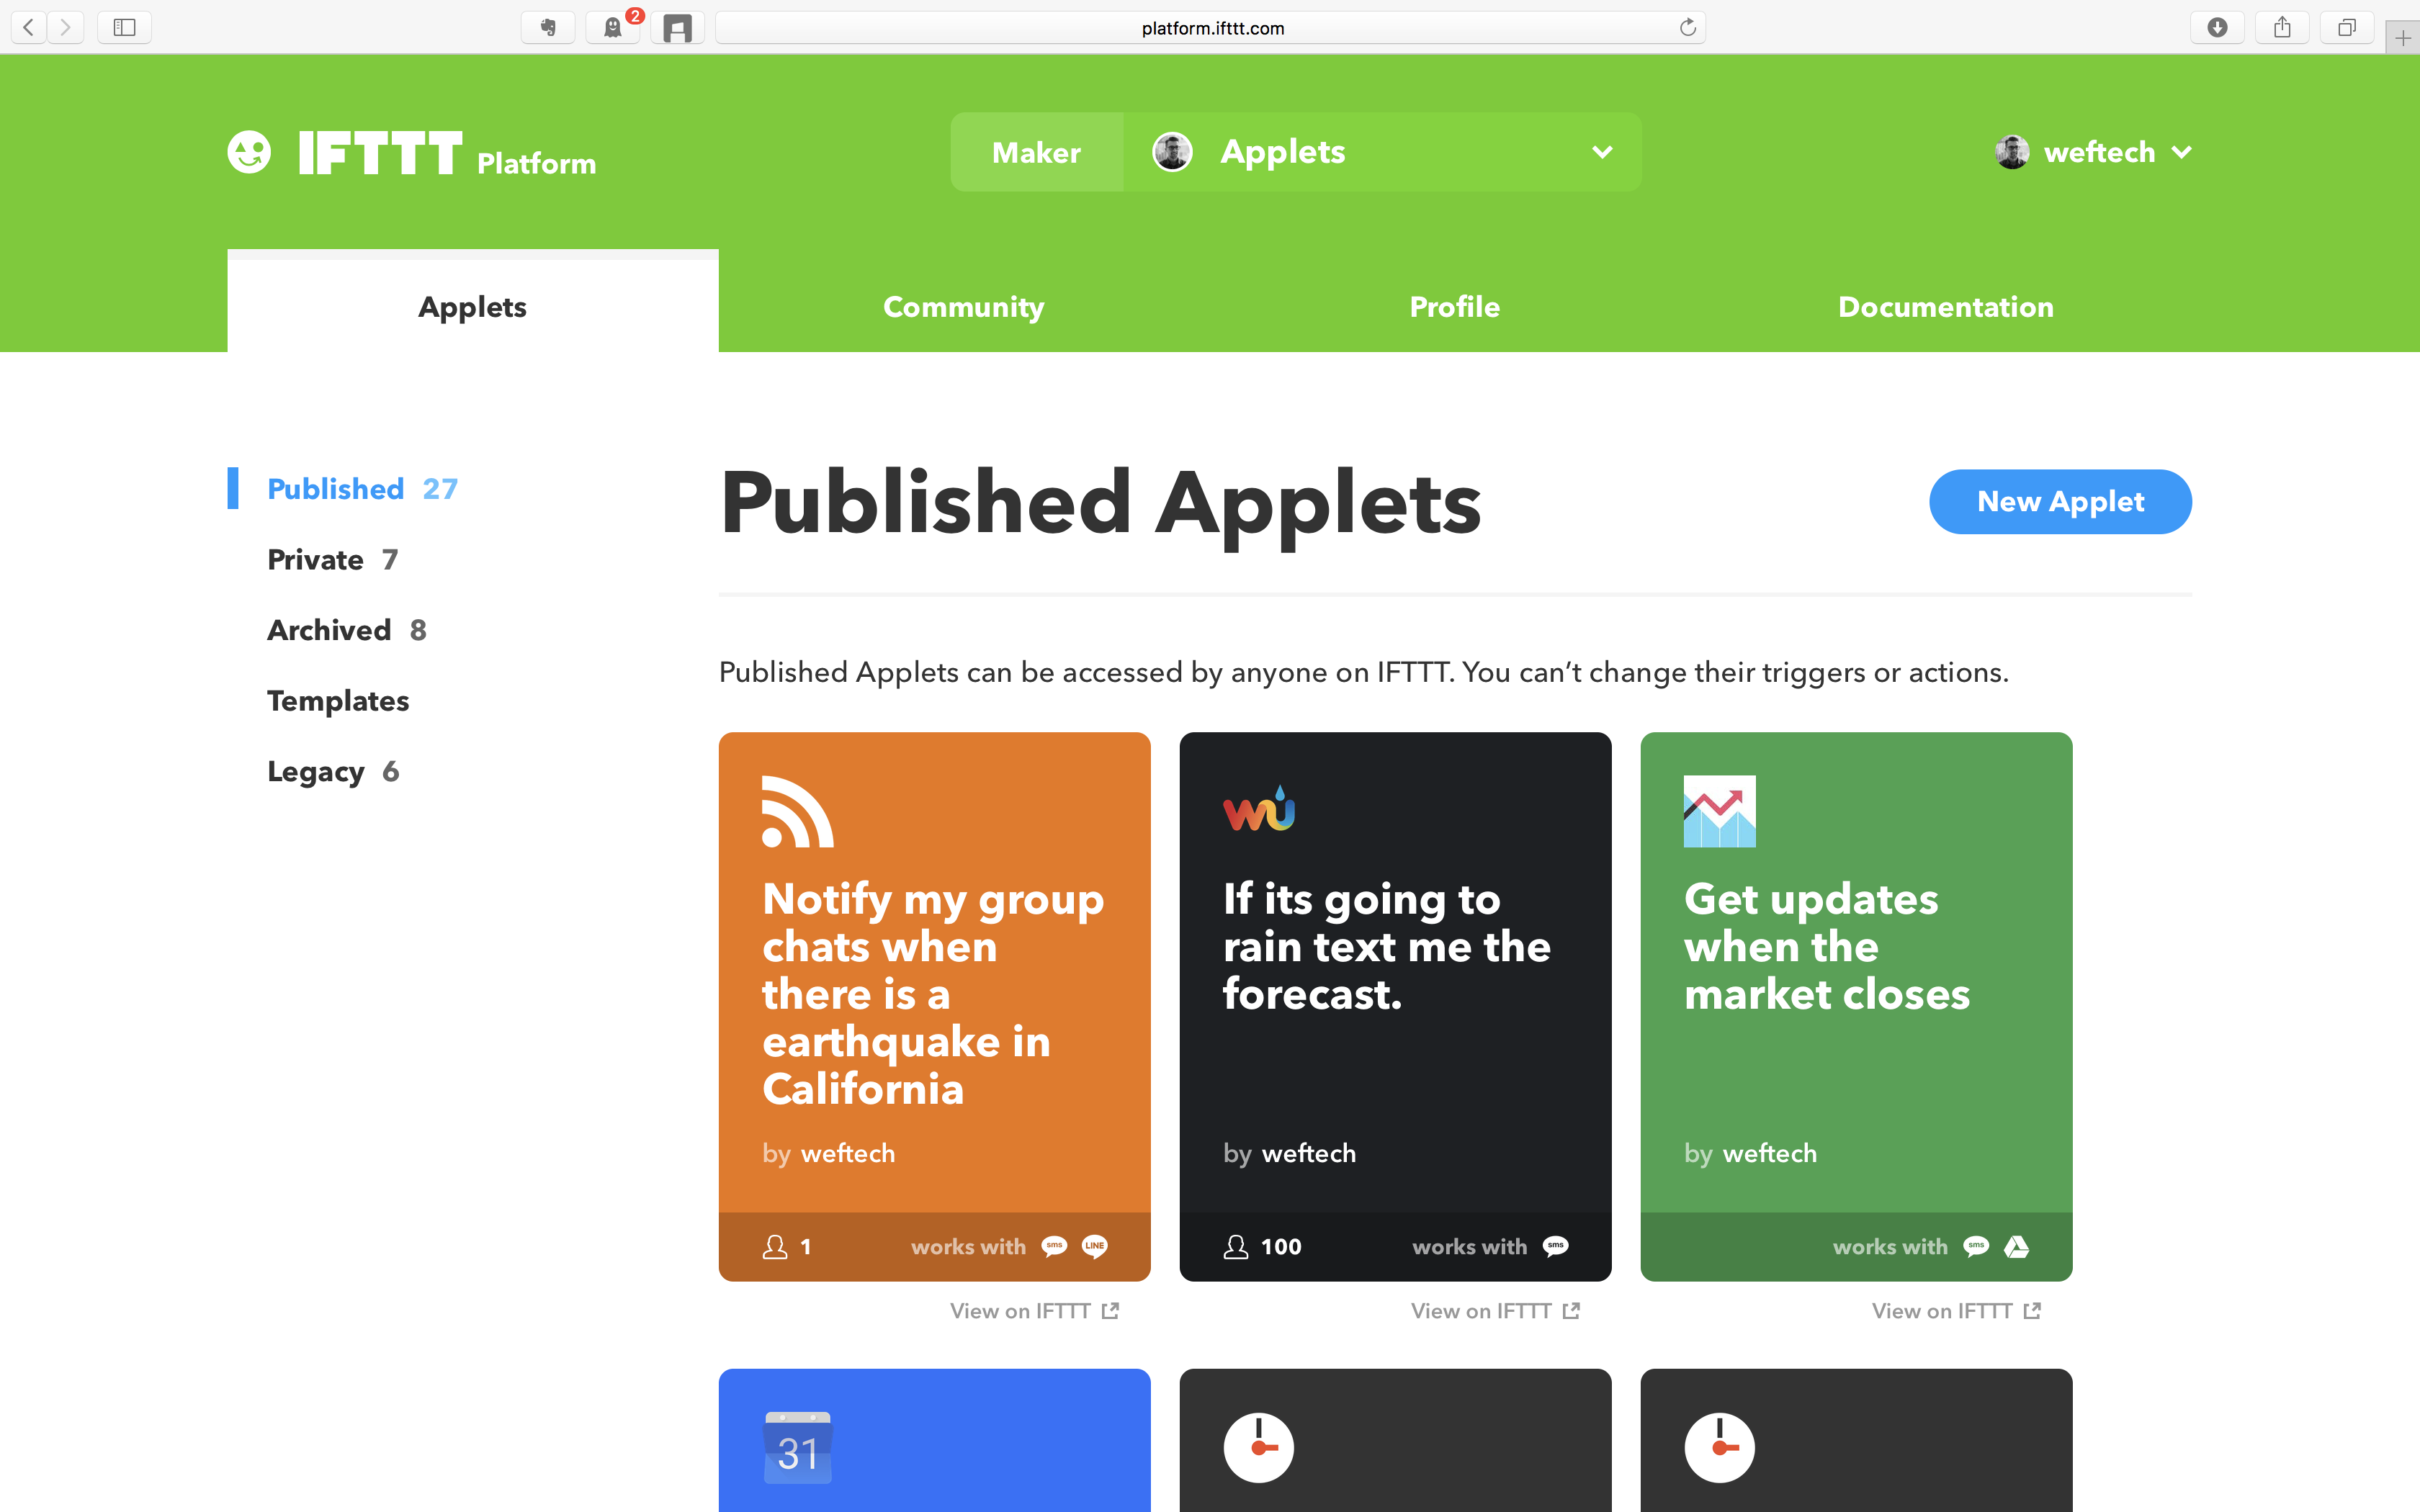 2
platform.ifttt.com
IFTTT Platform
Maker
Applets
weftech
Applets
Community
Profile
Documentation
Published 27
Private 7
Archived 8
Templates
Legacy 6
Published Applets
New Applet
Published Applets can be accessed by anyone on IFTTT. You can’t change their triggers or actions.
Notify my group
chats when
there is a
earthquake in
California
by weftech
1
works with
sms
LINE
View on IFTTT
wu
If its going to
rain text me the
forecast.
by weftech
100
works with
sms
View on IFTTT
Get updates
when the
market closes
by weftech
works with
sms
View on IFTTT
31